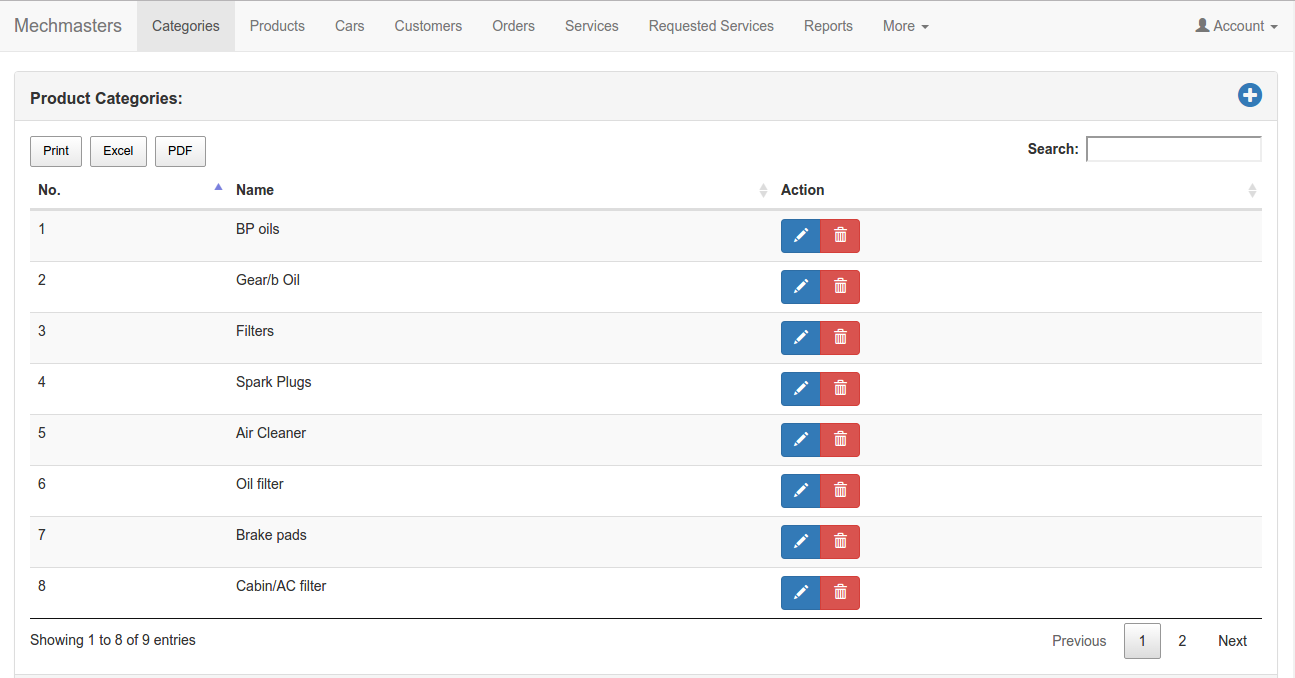 Mechmasters Categories Products Cars Customers Orders Services Requested Services Reports More Account
Product Categories:
Print Excel PDF Search:
No. Name Action
1 BP oils
2 Gear/b Oil
3 Filters
4 Spark Plugs
5 Air Cleaner
6 Oil filter
7 Brake pads
8 Cabin/AC filter
Showing 1 to 8 of 9 entries Previous 1 2 Next